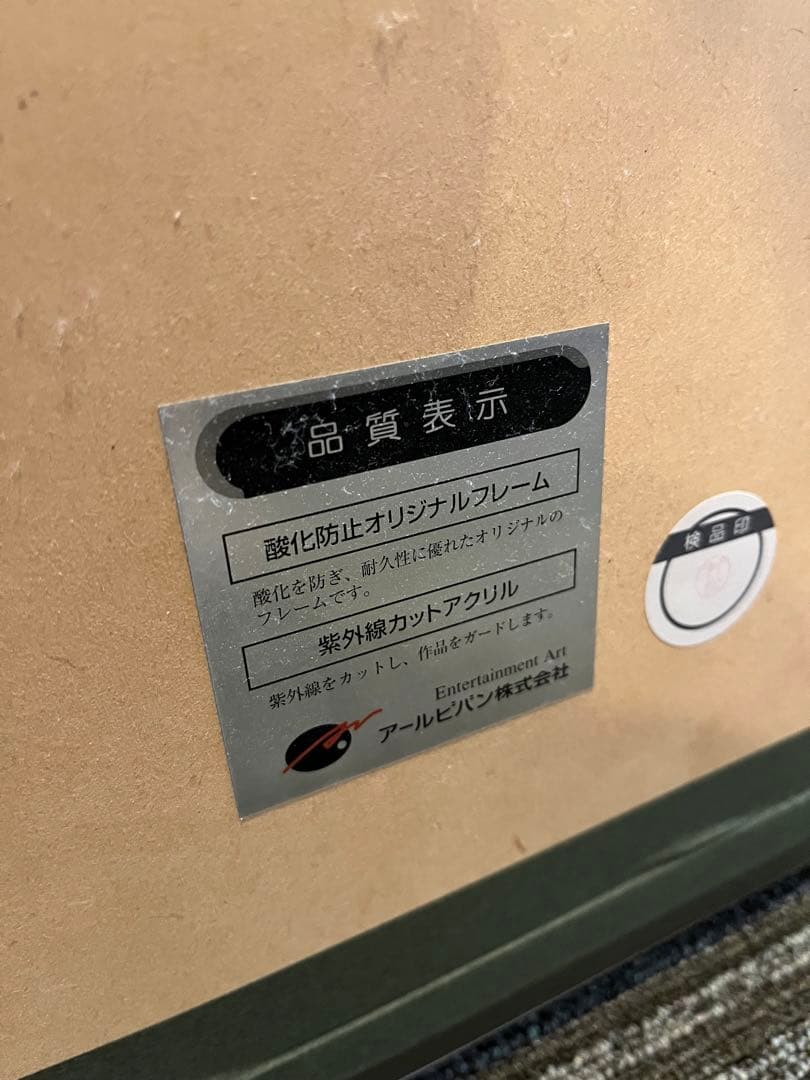 品質表示
酸化防止オリジナルフレーム
酸化を防ぎ、耐久性に優れたオリジナルの
フレームです。
紫外線カットアクリル
紫外線をカットし、作品をガードします。
Entertainment Art
アールビバン株式会社
検品印